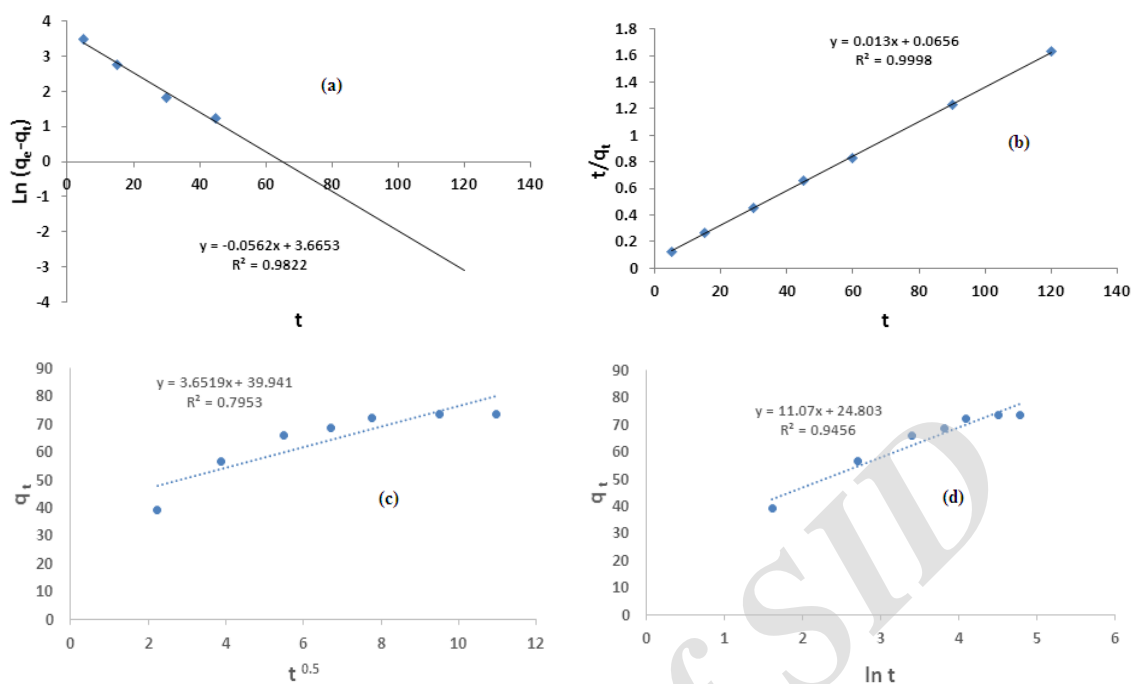 4
3
2
1
0
-1
-2
-3
-4
0 20 40 60 80 100 120 140
Ln (qₑ-qₜ)
(a)
y = -0.0562x + 3.6653
R² = 0.9822
t
1.8
1.6
1.4
1.2
1
0.8
0.6
0.4
0.2
0
0 20 40 60 80 100 120 140
t/qₜ
y = 0.013x + 0.0656
R² = 0.9998
(b)
t
90
80
70
60
50
40
30
20
10
0
0 2 4 6 8 10 12
q ₜ
y = 3.6519x + 39.941
R² = 0.7953
(c)
t 0.5
90
80
70
60
50
40
30
20
10
0
0 1 2 3 4 5 6
q ₜ
y = 11.07x + 24.803
R² = 0.9456
(d)
ln t
f SID